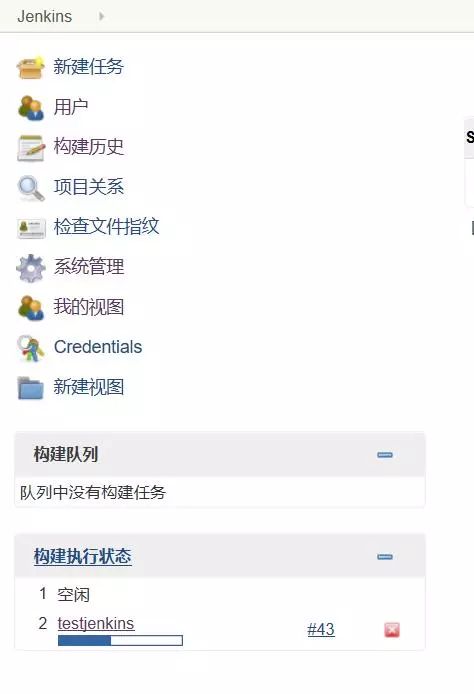 Jenkins
新建任务
用户
构建历史
项目关系
检查文件指纹
系统管理
我的视图
Credentials
新建视图
构建队列
队列中没有构建任务
构建执行状态
1 空闲
2 testjenkins #43
S